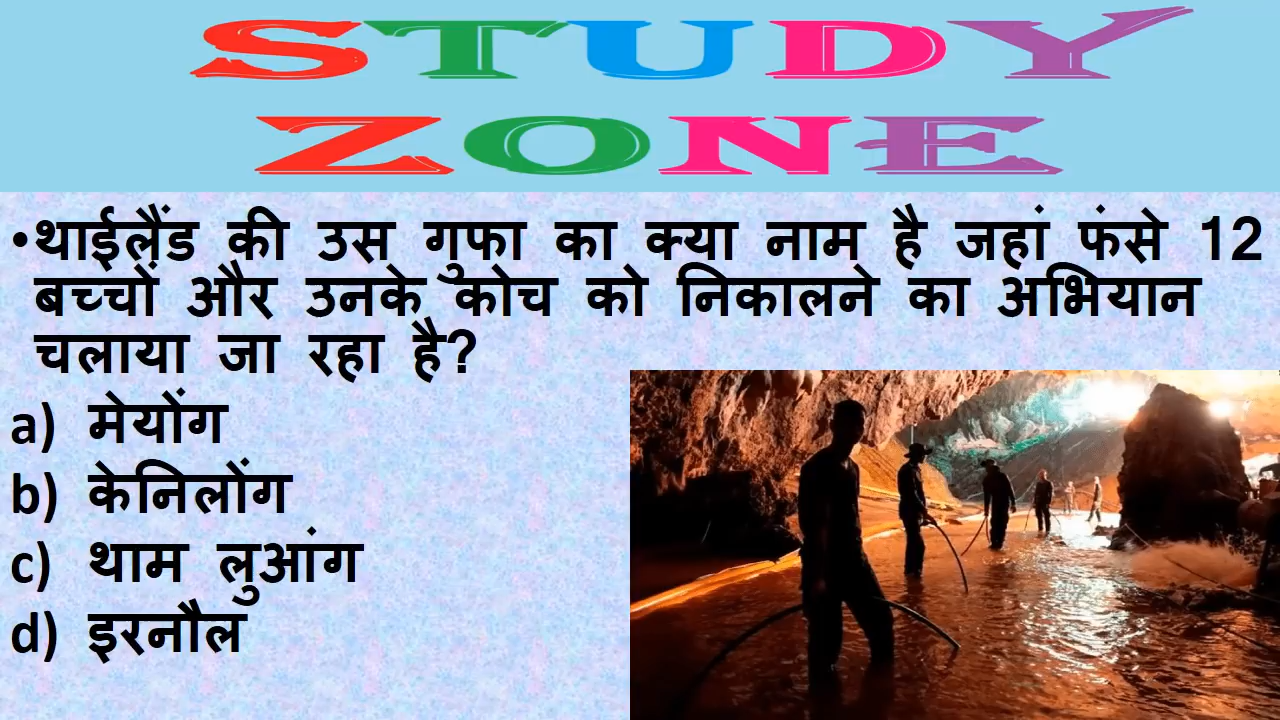 STUDY
ZONE
•थाईलैंड की उस गुफा का क्या नाम है जहां फंसे 12
बच्चों और उनके कोच को निकालने का अभियान
चलाया जा रहा है?
a) मेयोंग
b) केनिलोंग
c) थाम लुआंग
d) इरनौल